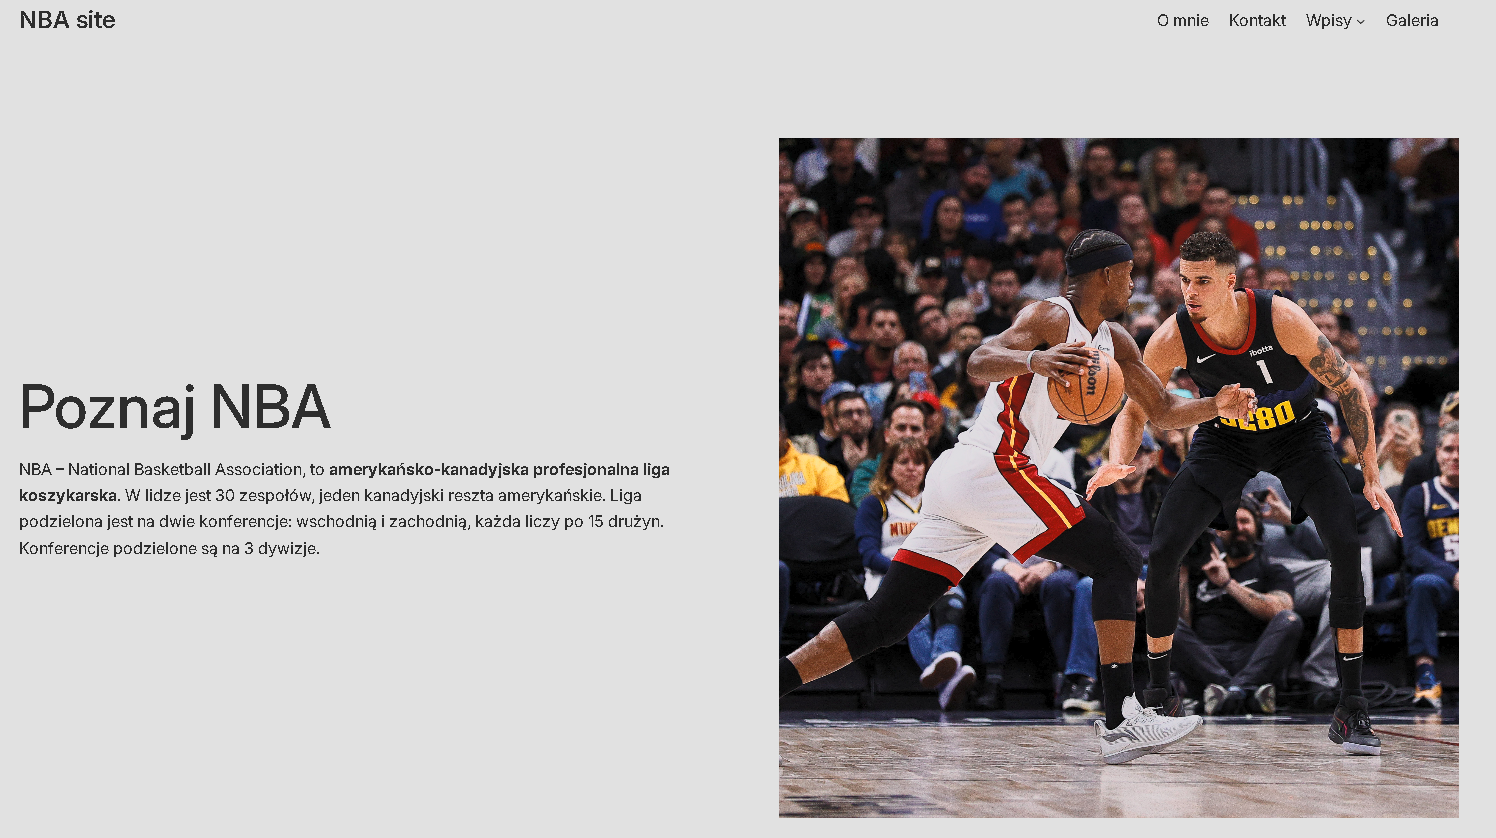 NBA site
O mnie Kontakt Wpisy Galeria
Poznaj NBA
NBA – National Basketball Association, to amerykańsko-kanadyjska profesjonalna liga
koszykarska. W lidze jest 30 zespołów, jeden kanadyjski reszta amerykańskie. Liga
podzielona jest na dwie konferencje: wschodnią i zachodnią, każda liczy po 15 drużyn.
Konferencje podzielone są na 3 dywizje.
ibotta
1
Wilson